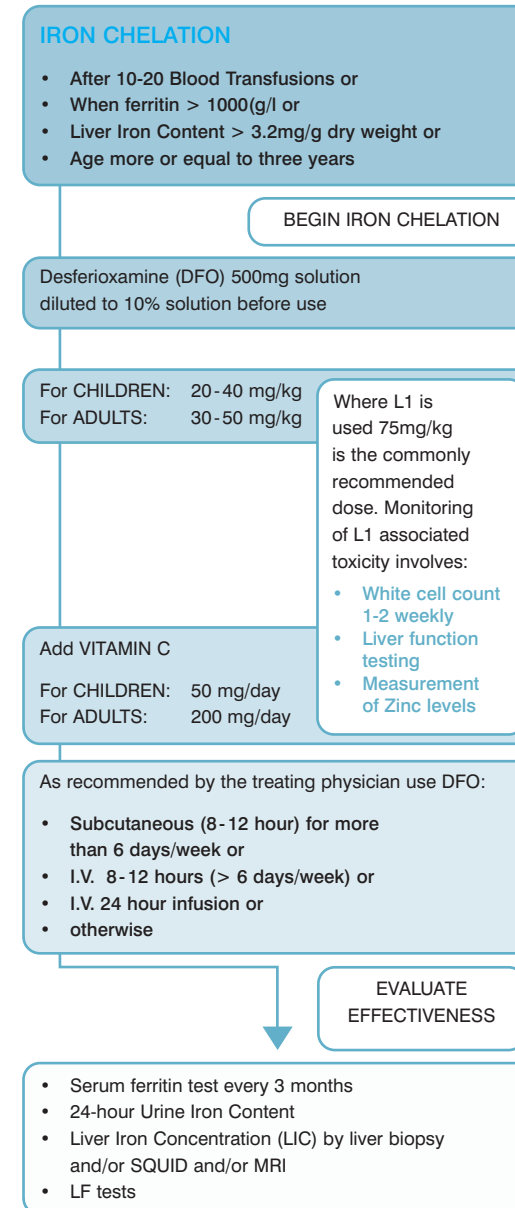 IRON CHELATION
• After 10-20 Blood Transfusions or
• When ferritin > 1000(g/l or
• Liver Iron Content > 3.2mg/g dry weight or
• Age more or equal to three years
BEGIN IRON CHELATION
Desferioxamine (DFO) 500mg solution
diluted to 10% solution before use
For CHILDREN: 20-40 mg/kg
For ADULTS: 30-50 mg/kg
Where L1 is
used 75mg/kg
is the commonly
recommended
dose. Monitoring
of L1 associated
toxicity involves:
• White cell count
1-2 weekly
• Liver function
testing
• Measurement
of Zinc levels
Add VITAMIN C
For CHILDREN: 50 mg/day
For ADULTS: 200 mg/day
As recommended by the treating physician use DFO:
• Subcutaneous (8-12 hour) for more
than 6 days/week or
• I.V. 8-12 hours (> 6 days/week) or
• I.V. 24 hour infusion or
• otherwise
EVALUATE
EFFECTIVENESS
• Serum ferritin test every 3 months
• 24-hour Urine Iron Content
• Liver Iron Concentration (LIC) by liver biopsy
and/or SQUID and/or MRI
• LF tests